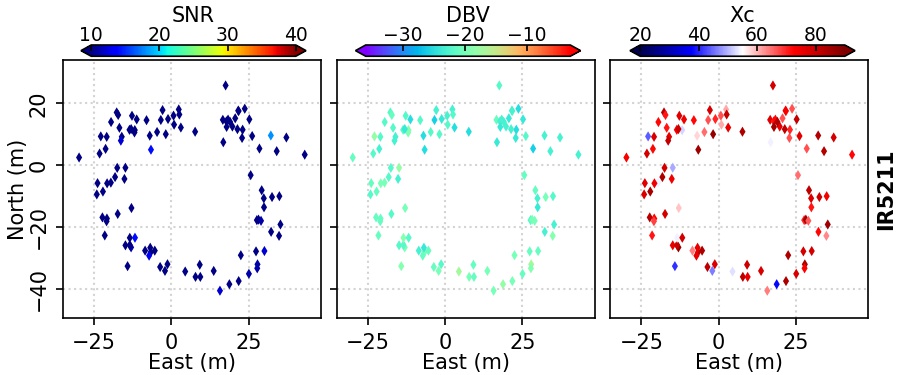 SNR DBV Xc
10 20 30 40 −30 −20 −10 20 40 60 80
20
0
−20
−40
North (m)
−25 0 25 −25 0 25 −25 0 25
East (m) East (m) East (m)
IR5211